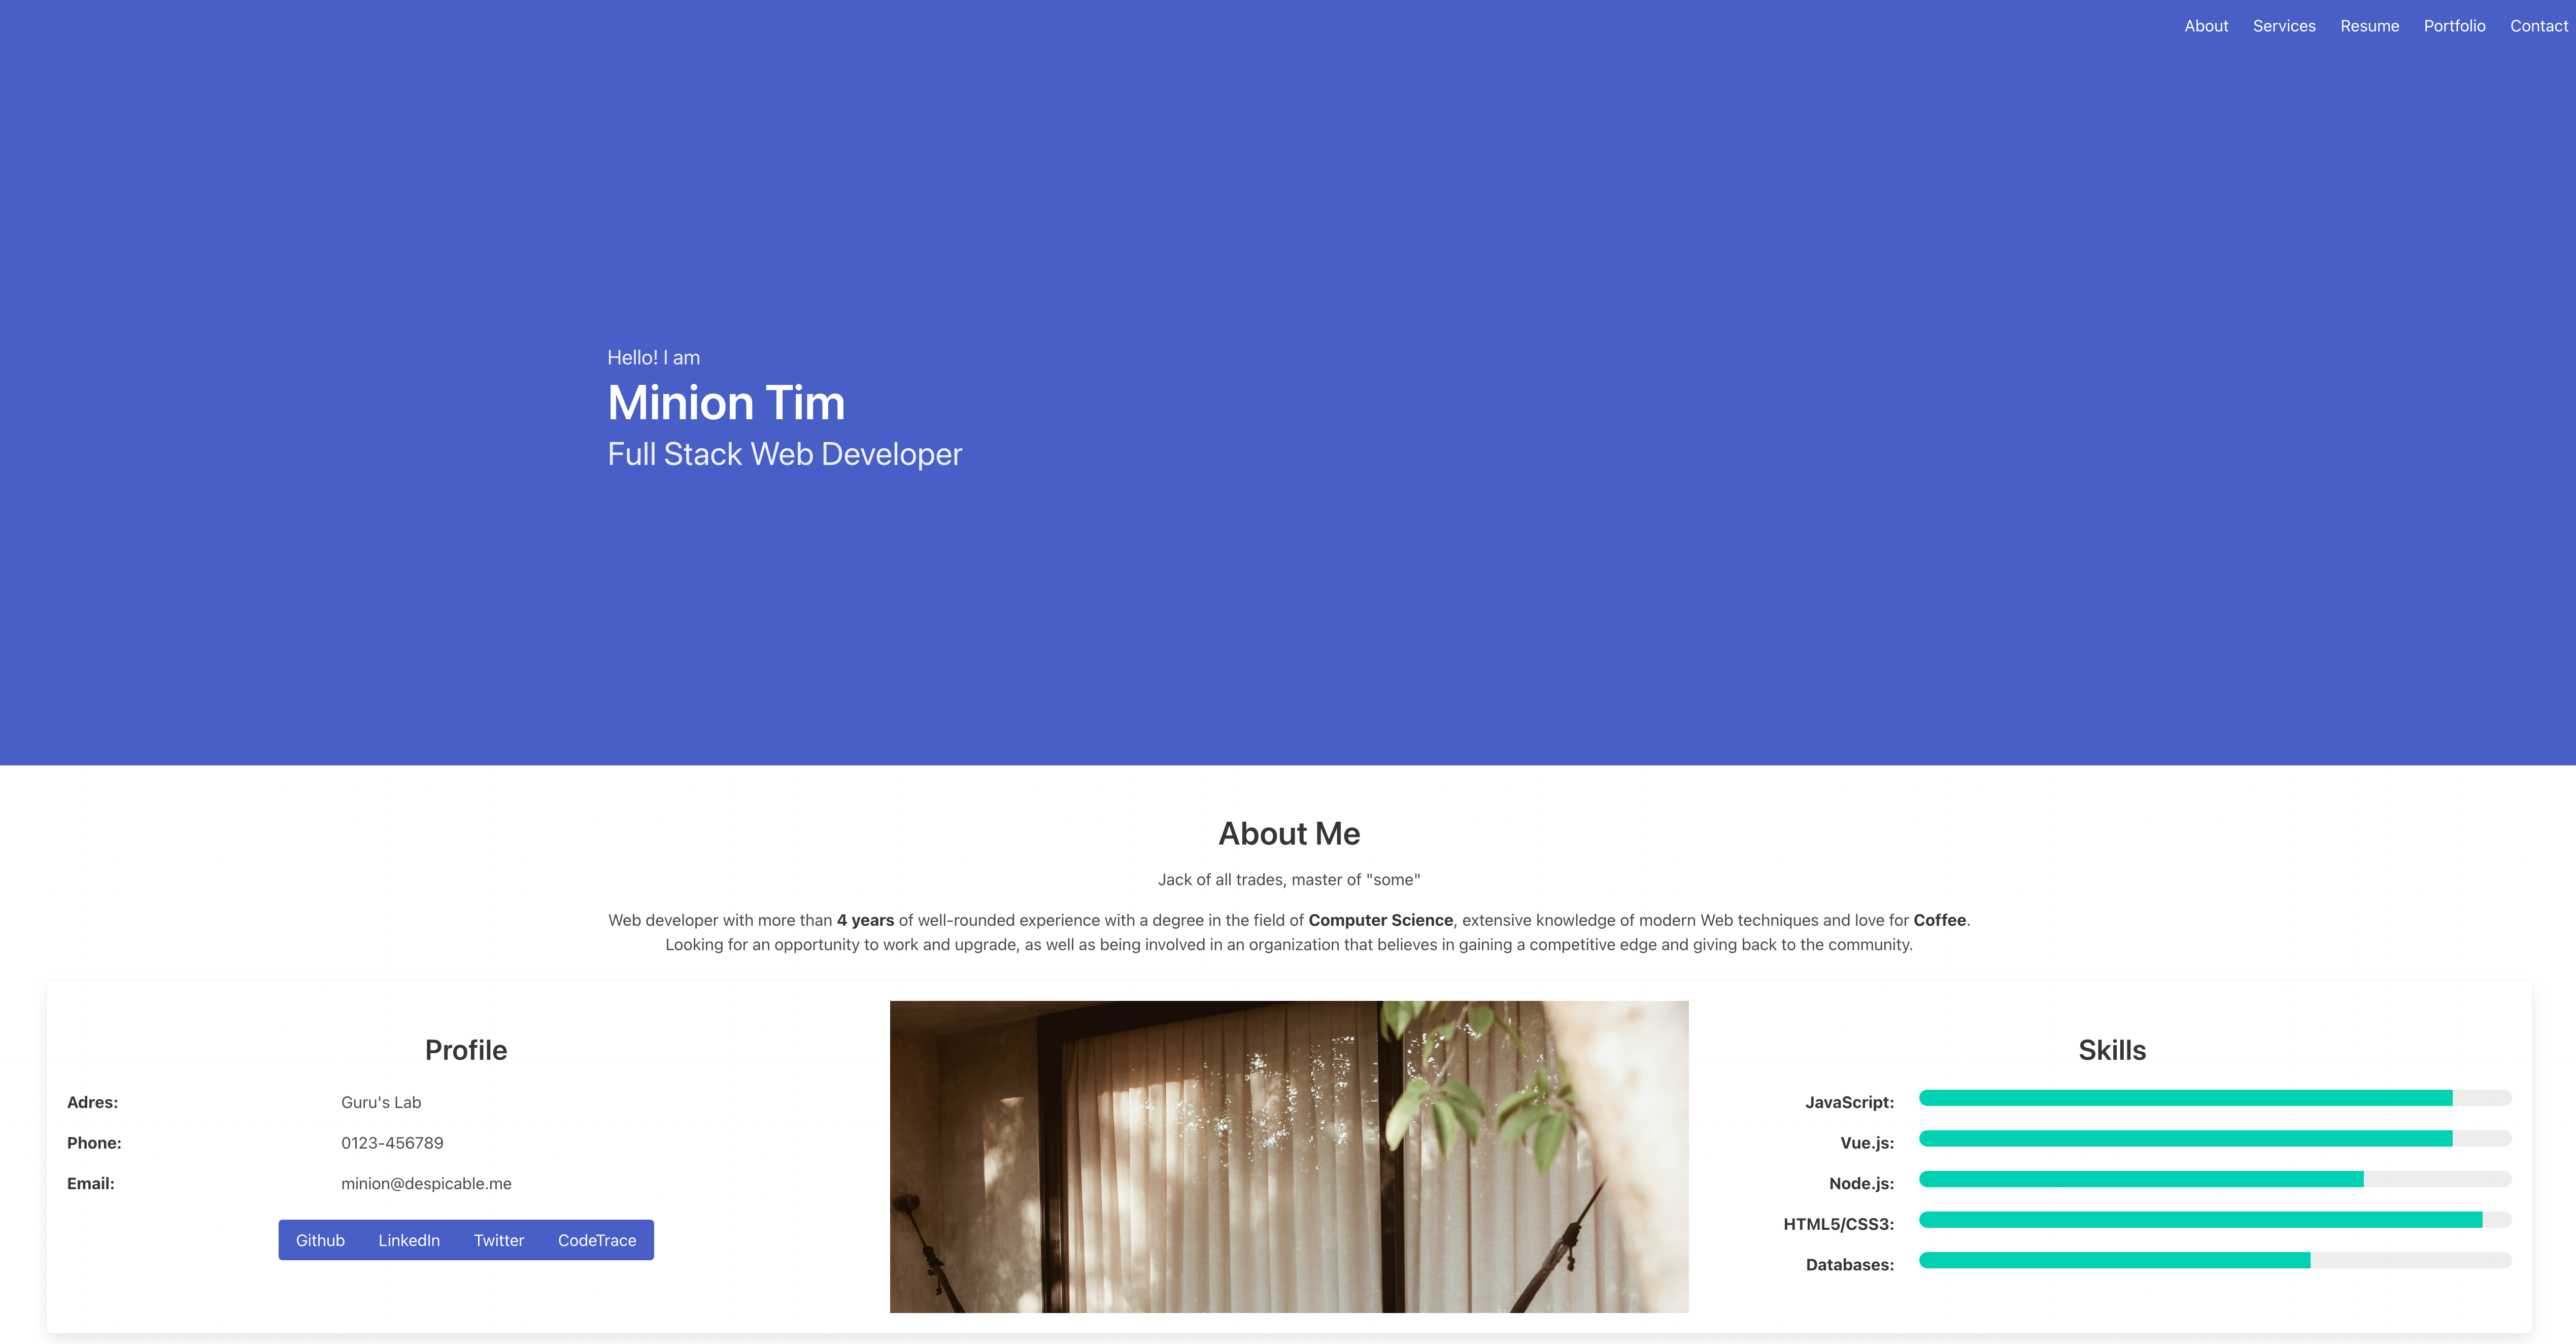 About Services Resume Portfolio Contact
Hello! I am
Minion Tim
Full Stack Web Developer
About Me
Jack of all trades, master of "some"
Web developer with more than 4 years of well-rounded experience with a degree in the field of Computer Science, extensive knowledge of modern Web techniques and love for Coffee.
Looking for an opportunity to work and upgrade, as well as being involved in an organization that believes in gaining a competitive edge and giving back to the community.
Profile
Adres: Guru's Lab
Phone: 0123-456789
Email: minion@despicable.me
Github LinkedIn Twitter CodeTrace
Skills
JavaScript:
Vue.js:
Node.js:
HTML5/CSS3:
Databases: